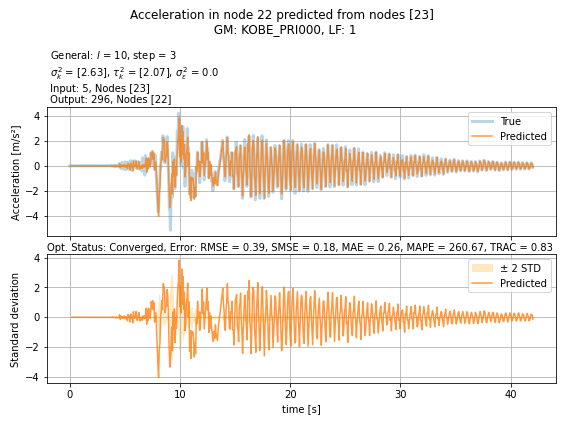 Acceleration in node 22 predicted from nodes [23]
GM: KOBE_PRI000, LF: 1
General: l = 10, step = 3
σ²ₖ = [2.63], τ²ₖ = [2.07], σ²ε = 0.0
Input: 5, Nodes [23]
Output: 296, Nodes [22]
Acceleration [m/s²]
4
2
0
−2
−4
True
Predicted
Opt. Status: Converged, Error: RMSE = 0.39, SMSE = 0.18, MAE = 0.26, MAPE = 260.67, TRAC = 0.83
Standard deviation
4
2
0
−2
−4
± 2 STD
Predicted
0 10 20 30 40
time [s]